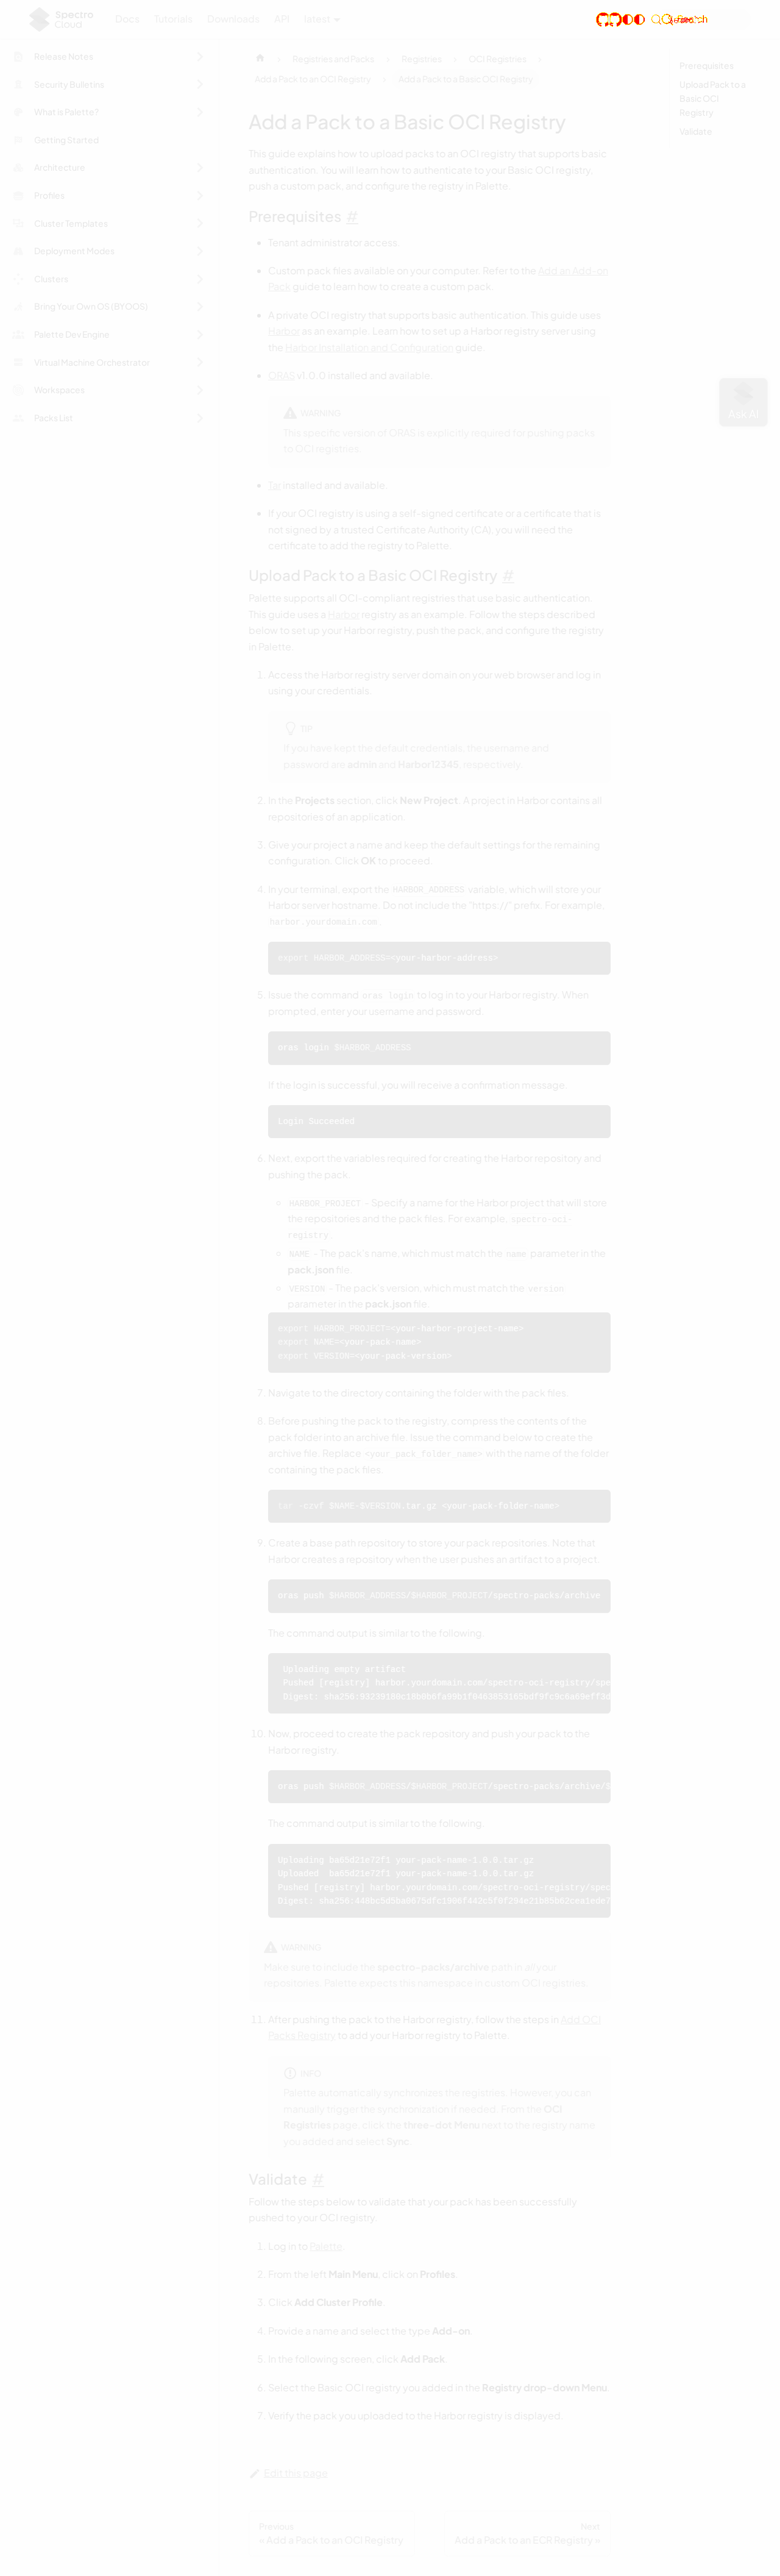 Spectro
Cloud
Docs
Tutorials
Downloads
API
latest
Release Notes
Security Bulletins
What is Palette?
Getting Started
Architecture
Profiles
Cluster Templates
Deployment Modes
Clusters
Bring Your Own OS (BYOOS)
Palette Dev Engine
Virtual Machine Orchestrator
Workspaces
Packs List
Registries and Packs
Registries
OCI Registries
Add a Pack to an OCI Registry
Add a Pack to a Basic OCI Registry
Add a Pack to a Basic OCI Registry
This guide explains how to upload packs to an OCI registry that supports basic
authentication. You will learn how to authenticate to your Basic OCI registry,
push a custom pack, and configure the registry in Palette.
Prerequisites #
Tenant administrator access.
Custom pack files available on your computer. Refer to the Add an Add-on
Pack guide to learn how to create a custom pack.
A private OCI registry that supports basic authentication. This guide uses
Harbor as an example. Learn how to set up a Harbor registry server using
the Harbor Installation and Configuration guide.
ORAS v1.0.0 installed and available.
WARNING
This specific version of ORAS is explicitly required for pushing packs
to OCI registries.
Tar installed and available.
If your OCI registry is using a self-signed certificate or a certificate that is
not signed by a trusted Certificate Authority (CA), you will need the
certificate to add the registry to Palette.
Upload Pack to a Basic OCI Registry #
Palette supports all OCI-compliant registries that use basic authentication.
This guide uses a Harbor registry as an example. Follow the steps described
below to set up your Harbor registry, push the pack, and configure the registry
in Palette.
1. Access the Harbor registry server domain on your web browser and log in
using your credentials.
TIP
If you have kept the default credentials, the username and
password are admin and Harbor12345, respectively.
2. In the Projects section, click New Project. A project in Harbor contains all
repositories of an application.
3. Give your project a name and keep the default settings for the remaining
configuration. Click OK to proceed.
4. In your terminal, export the HARBOR_ADDRESS variable, which will store your
Harbor server hostname. Do not include the "https://" prefix. For example,
harbor.yourdomain.com.
export HARBOR_ADDRESS=<your-harbor-address>
5. Issue the command oras login to log in to your Harbor registry. When
prompted, enter your username and password.
oras login $HARBOR_ADDRESS
If the login is successful, you will receive a confirmation message.
Login Succeeded
6. Next, export the variables required for creating the Harbor repository and
pushing the pack.
HARBOR_PROJECT - Specify a name for the Harbor project that will store
the repositories and the pack files. For example, spectro-oci-
registry.
NAME - The pack's name, which must match the name parameter in the
pack.json file.
VERSION - The pack's version, which must match the version
parameter in the pack.json file.
export HARBOR_PROJECT=<your-harbor-project-name>
export NAME=<your-pack-name>
export VERSION=<your-pack-version>
7. Navigate to the directory containing the folder with the pack files.
8. Before pushing the pack to the registry, compress the contents of the
pack folder into an archive file. Issue the command below to create the
archive file. Replace <your_pack_folder_name> with the name of the folder
containing the pack files.
tar -czvf $NAME-$VERSION.tar.gz <your-pack-folder-name>
9. Create a base path repository to store your pack repositories. Note that
Harbor creates a repository when the user pushes an artifact to a project.
oras push $HARBOR_ADDRESS/$HARBOR_PROJECT/spectro-packs/archive
The command output is similar to the following.
Uploading empty artifact
Pushed [registry] harbor.yourdomain.com/spectro-oci-registry/spe
10. Now, proceed to create the pack repository and push your pack to the
Harbor registry.
oras push $HARBOR_ADDRESS/$HARBOR_PROJECT/spectro-packs/archive/$
The command output is similar to the following.
Uploading ba65d21e72f1 your-pack-name-1.0.0.tar.gz
Uploaded ba65d21e72f1 your-pack-name-1.0.0.tar.gz
Pushed [registry] harbor.yourdomain.com/spectro-oci-registry/spec
WARNING
Make sure to include the spectro-packs/archive path in all your
repositories. Palette expects this namespace in custom OCI registries.
11. After pushing the pack to the Harbor registry, follow the steps in Add OCI
Packs Registry to add your Harbor registry to Palette.
INFO
Palette automatically synchronizes the registries. However, you can
manually trigger the synchronization if needed. From the OCI
Registries page, click the three-dot Menu next to the registry name
you added and select Sync.
Validate #
Follow the steps below to validate that your pack has been successfully
pushed to your OCI registry.
1. Log in to Palette.
2. From the left Main Menu, click on Profiles.
3. Click Add Cluster Profile.
4. Provide a name and select the type Add-on.
5. In the following screen, click Add Pack.
6. Select the Basic OCI registry you added in the Registry drop-down Menu.
7. Verify the pack you uploaded to the Harbor registry is displayed.
Edit this page
Previous
« Add a Pack to an OCI Registry
Next
Add a Pack to an ECR Registry »
Prerequisites
Upload Pack to a
Basic OCI
Registry
Validate
Ask AI